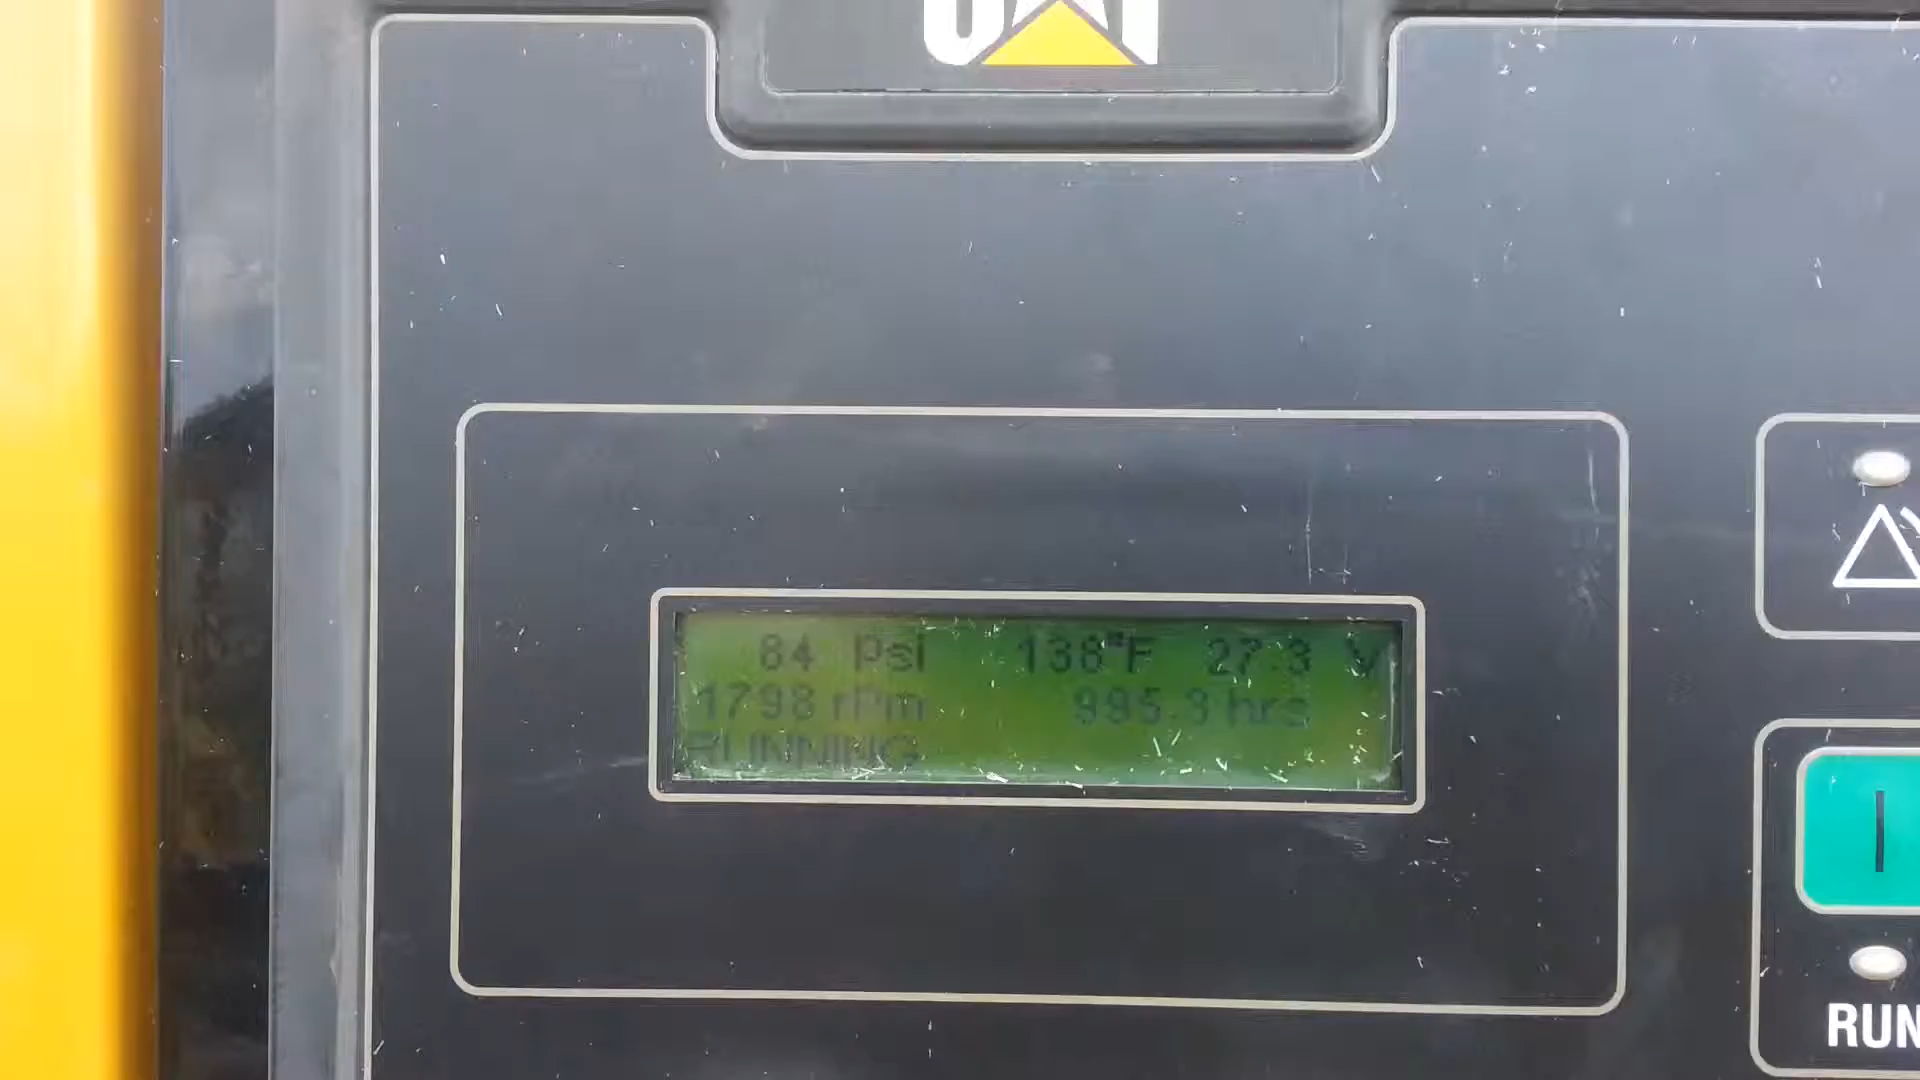 CAT
84 psi 138°F 27.3 V
1798 rpm 995.3 hrs
RUNNING
RUN